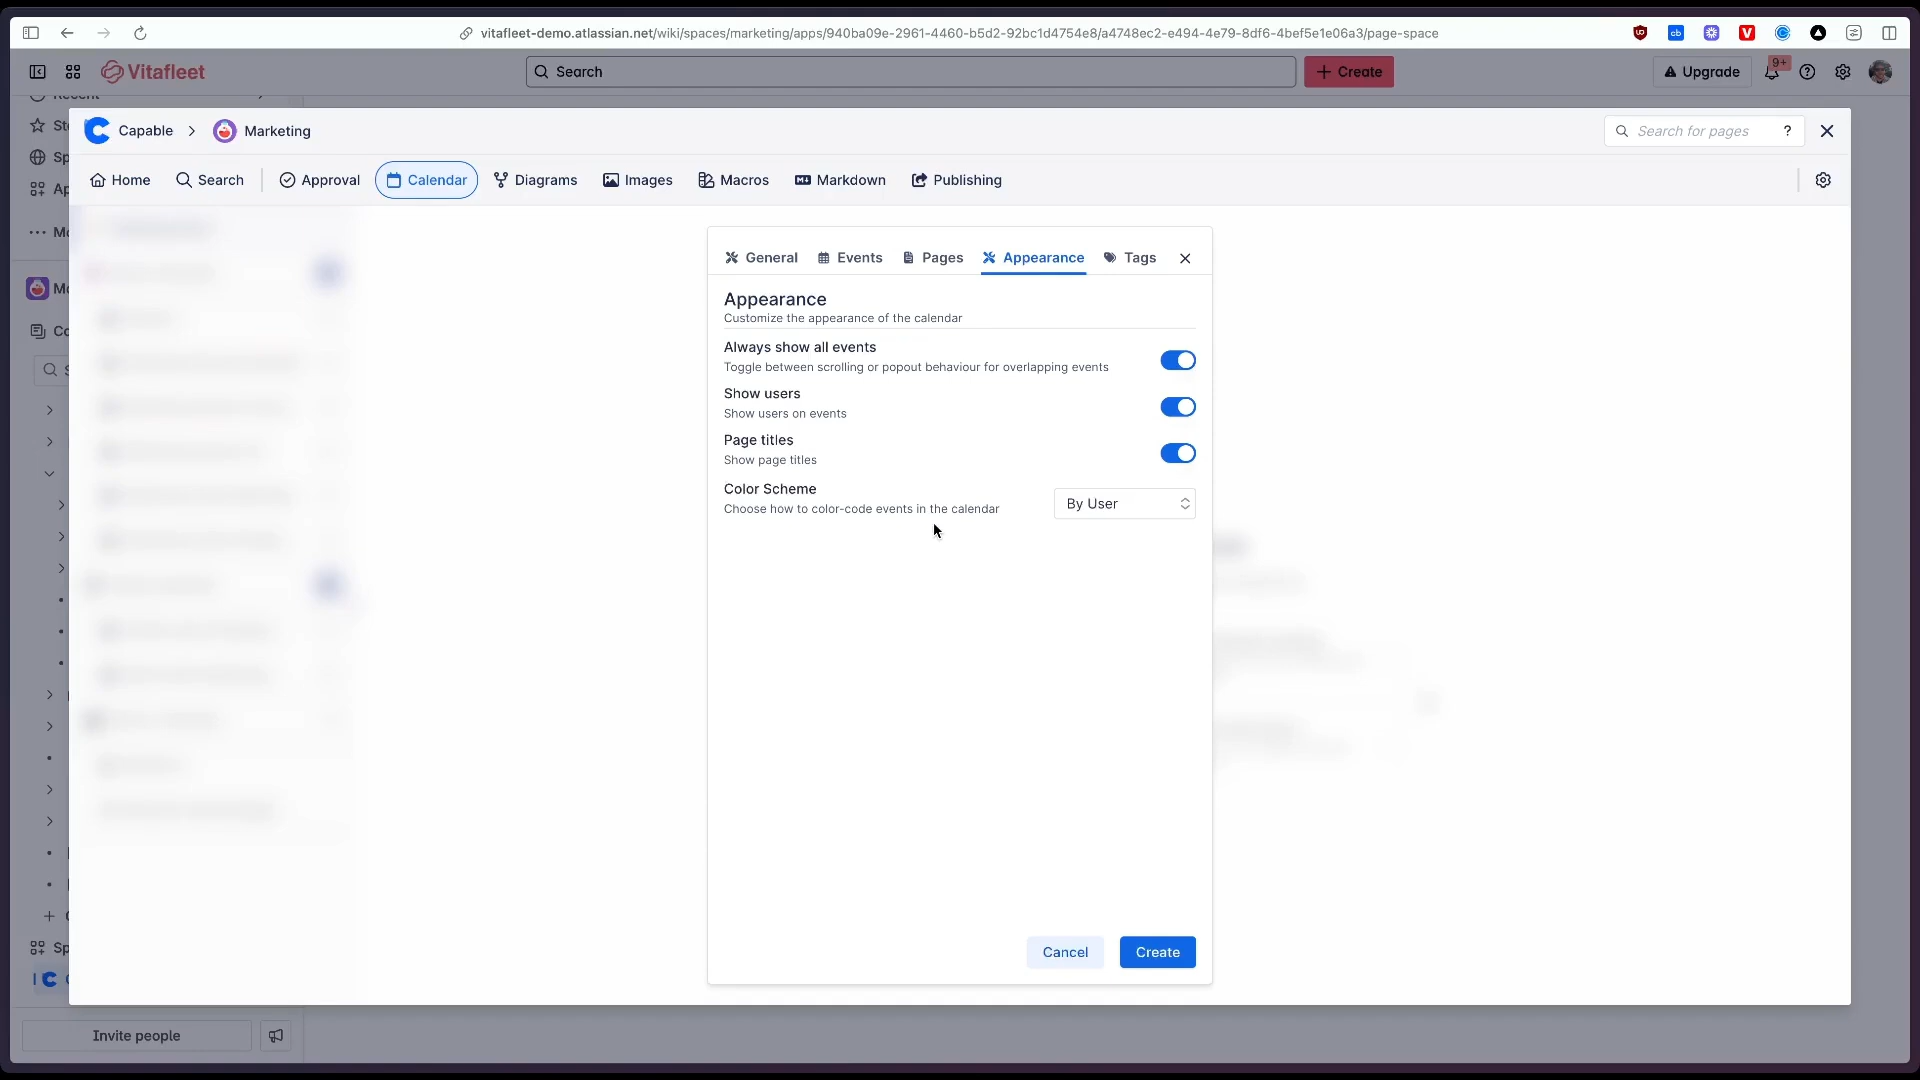 vitafleet-demo.atlassian.net/wiki/spaces/marketing/apps/940ba09e-2961-4460-b5d2-92bc1d4754e8/a4748ec2-e494-4e79-8df6-4bef5e1e06a3/page-space
Vitafleet
Search
+ Create
Upgrade
9+
Recent
Capable > Marketing
Search for pages ?
Home
Search
Approval
Calendar
Diagrams
Images
Macros
Markdown
Publishing
General
Events
Pages
Appearance
Tags
Appearance
Customize the appearance of the calendar
Always show all events
Toggle between scrolling or popout behaviour for overlapping events
Show users
Show users on events
Page titles
Show page titles
Color Scheme
Choose how to color-code events in the calendar
By User
Cancel
Create
Invite people